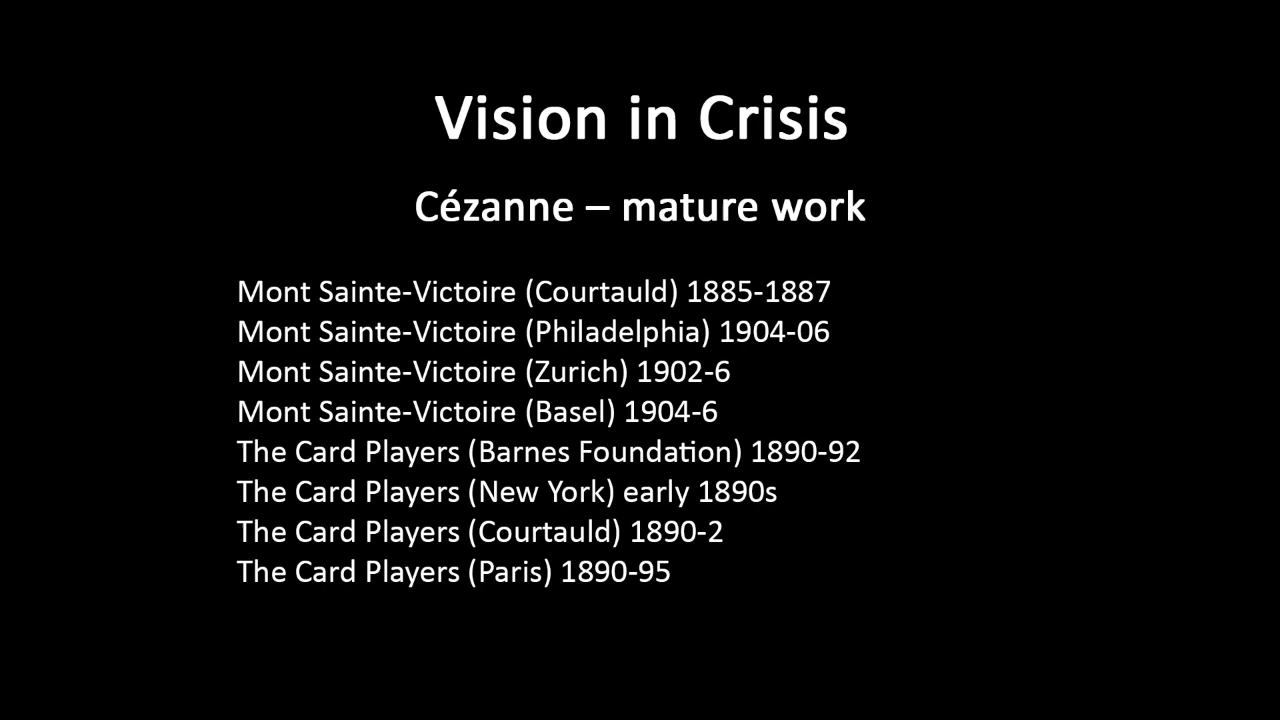 Vision in Crisis
Cézanne – mature work
Mont Sainte-Victoire (Courtauld) 1885-1887
Mont Sainte-Victoire (Philadelphia) 1904-06
Mont Sainte-Victoire (Zurich) 1902-6
Mont Sainte-Victoire (Basel) 1904-6
The Card Players (Barnes Foundation) 1890-92
The Card Players (New York) early 1890s
The Card Players (Courtauld) 1890-2
The Card Players (Paris) 1890-95